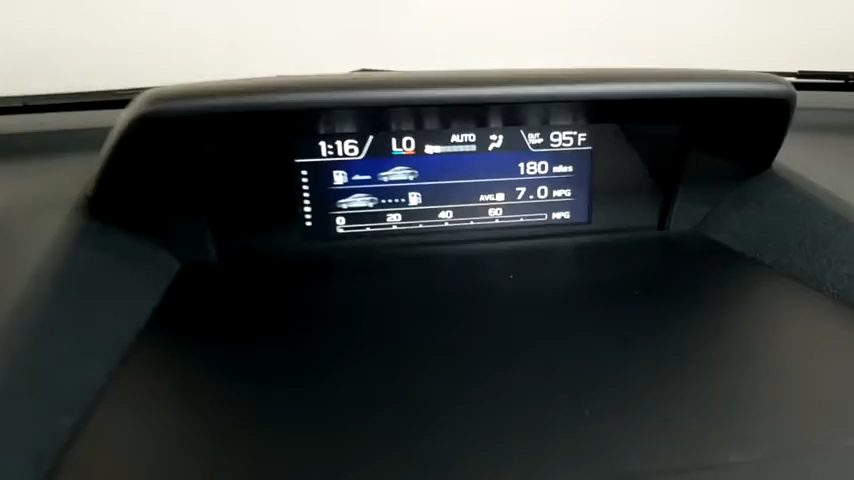 1:16 LO AUTO OUT TEMP 95°F
180 miles
AVG. B 7.0 MPG
0 20 40 60 MPG